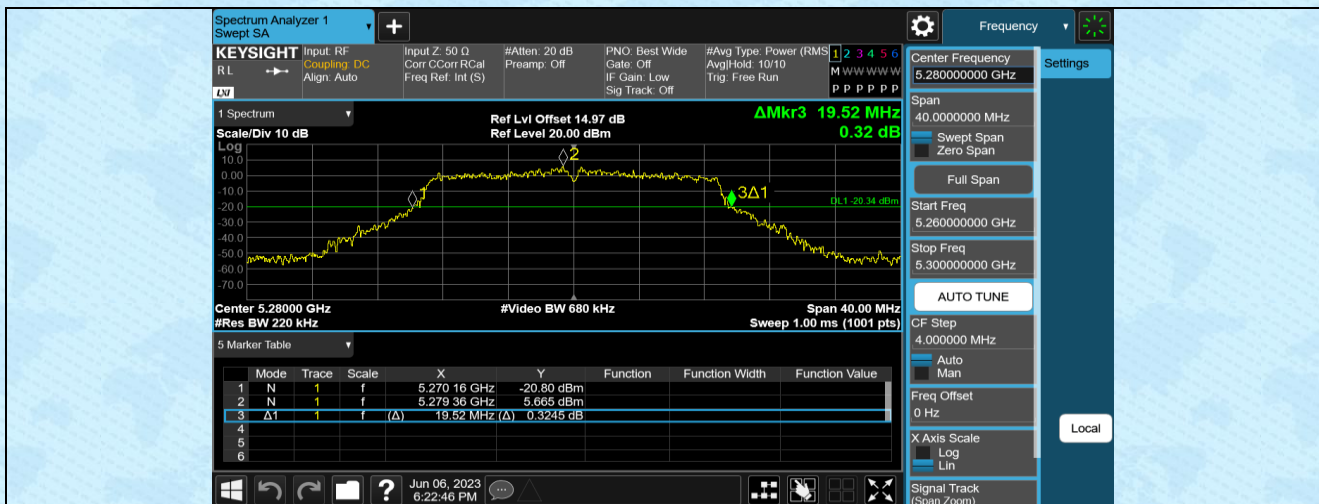 Spectrum Analyzer 1
Swept SA
+
Frequency
KEYSIGHT
R L
LXI
Input: RF
Coupling: DC
Align: Auto
Input Z: 50 Ω
Corr CCorr RCal
Freq Ref: Int (S)
#Atten: 20 dB
Preamp: Off
PNO: Best Wide
Gate: Off
IF Gain: Low
Sig Track: Off
#Avg Type: Power (RMS
Avg|Hold: 10/10
Trig: Free Run
1 2 3 4 5 6
M W W W W W
P P P P P P
1 Spectrum
Scale/Div 10 dB
Ref Lvl Offset 14.97 dB
Ref Level 20.00 dBm
ΔMkr3 19.52 MHz
0.32 dB
Log
10.0
0.00
-10.0
-20.0
-30.0
-40.0
-50.0
-60.0
-70.0
1
2
3Δ1
DL1 -20.34 dBm
Center 5.28000 GHz
#Res BW 220 kHz
#Video BW 680 kHz
Span 40.00 MHz
Sweep 1.00 ms (1001 pts)
5 Marker Table
Mode Trace Scale X Y Function Function Width Function Value
1 N 1 f 5.270 16 GHz -20.80 dBm
2 N 1 f 5.279 36 GHz 5.665 dBm
3 Δ1 1 f (Δ) 19.52 MHz (Δ) 0.3245 dB
4
5
6
?
Jun 06, 2023
6:22:46 PM
Center Frequency
5.280000000 GHz
Settings
Span
40.0000000 MHz
Swept Span
Zero Span
Full Span
Start Freq
5.260000000 GHz
Stop Freq
5.300000000 GHz
AUTO TUNE
CF Step
4.000000 MHz
Auto
Man
Freq Offset
0 Hz
X Axis Scale
Log
Lin
Local
Signal Track
(Span Zoom)